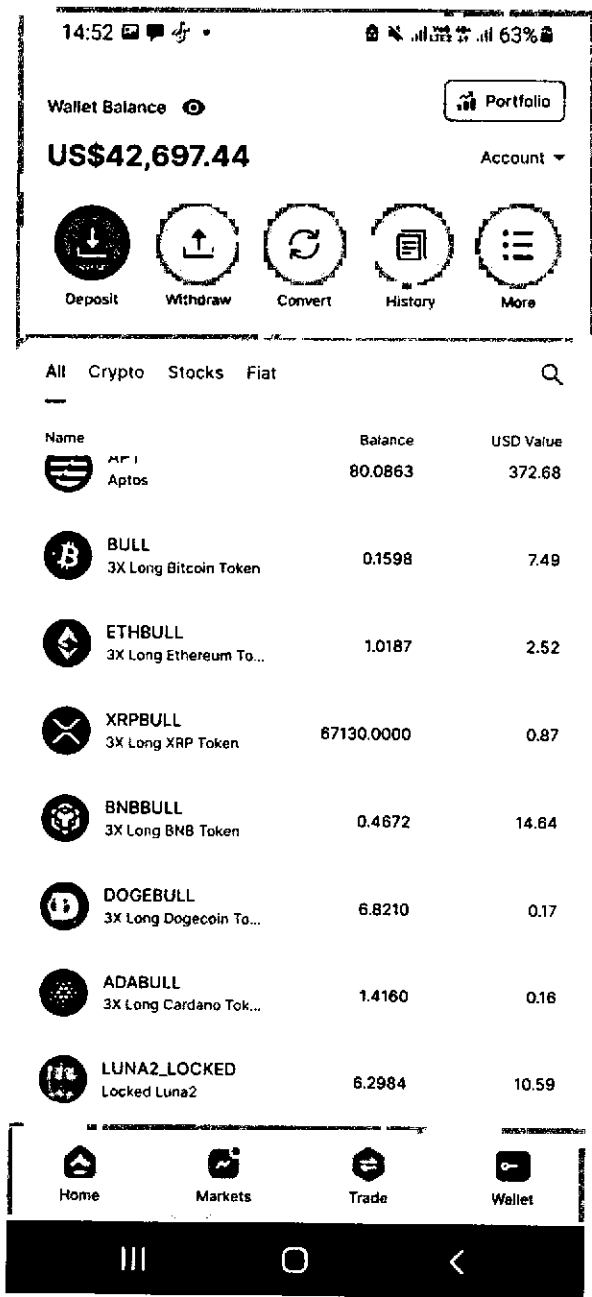 14:52 63%
Portfolio
Wallet Balance
US$42,697.44
Account
Deposit Withdraw Convert History More
All Crypto Stocks Fiat
Name Balance USD Value
APT
Aptos 80.0863 372.68
BULL
3X Long Bitcoin Token 0.1598 7.49
ETHBULL
3X Long Ethereum To... 1.0187 2.52
XRPBULL
3X Long XRP Token 67130.0000 0.87
BNBBULL
3X Long BNB Token 0.4672 14.64
DOGEBULL
3X Long Dogecoin To... 6.8210 0.17
ADABULL
3X Long Cardano Tok... 1.4160 0.16
LUNA2_LOCKED
Locked Luna2 6.2984 10.59
Home Markets Trade Wallet